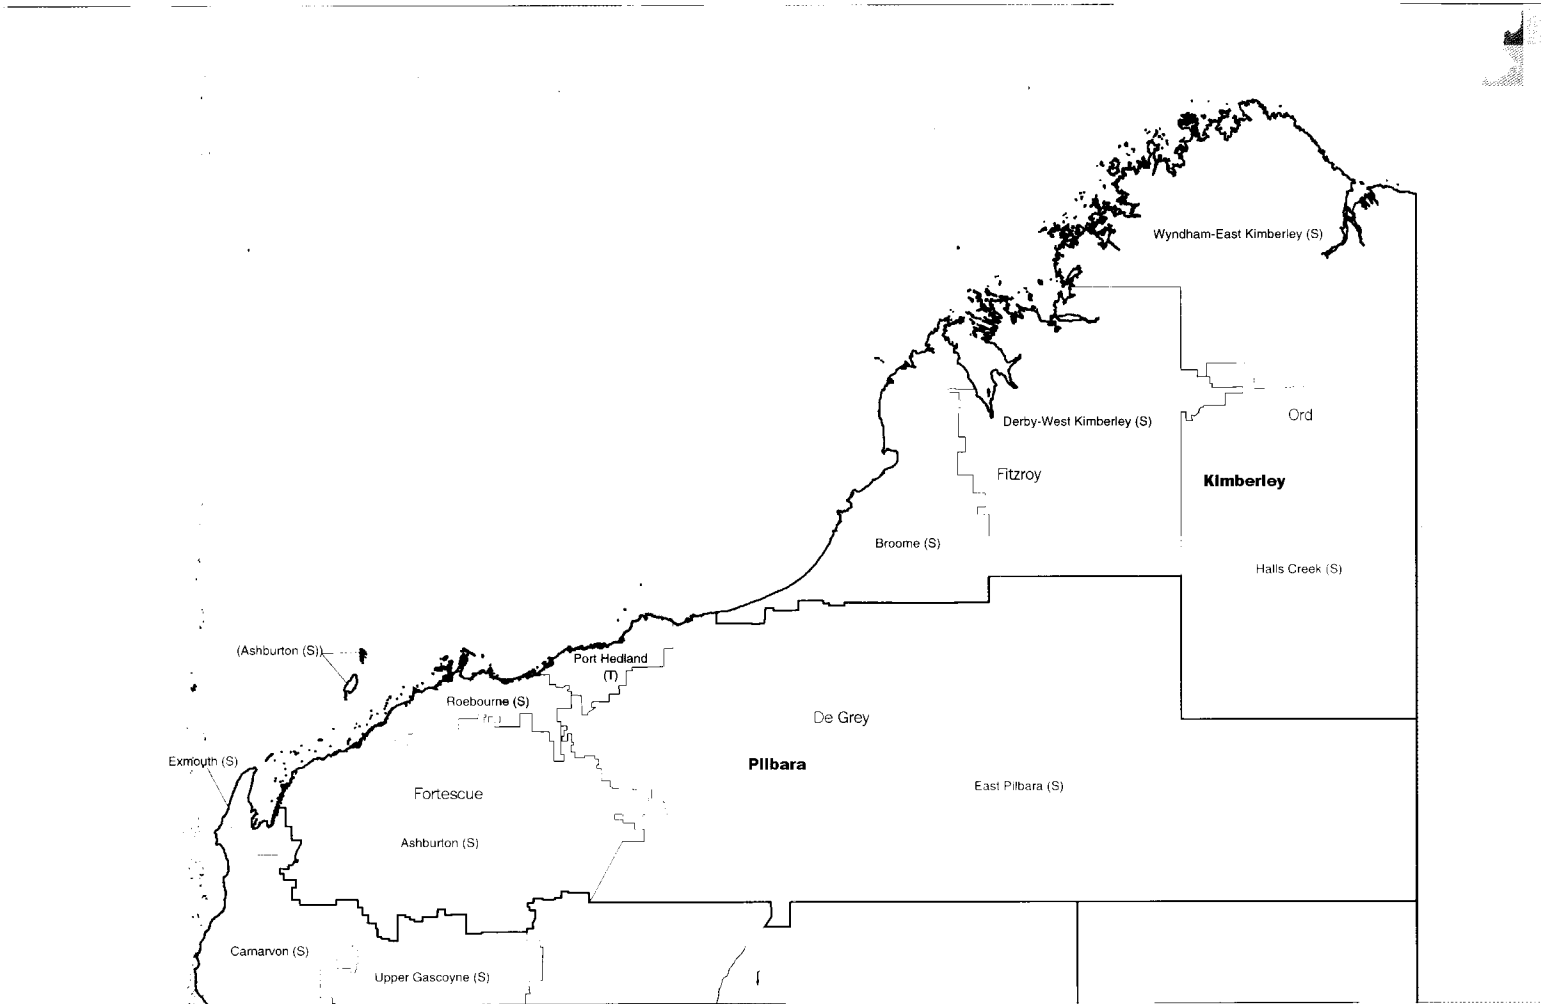 Wyndham-East Kimberley (S)
Ord
Derby-West Kimberley (S)
Fitzroy
Kimberley
Broome (S)
Halls Creek (S)
(Ashburton (S))
Port Hedland
(T)
Roebourne (S)
De Grey
Exmouth (S)
Pilbara
East Pilbara (S)
Fortescue
Ashburton (S)
Carnarvon (S)
Upper Gascoyne (S)